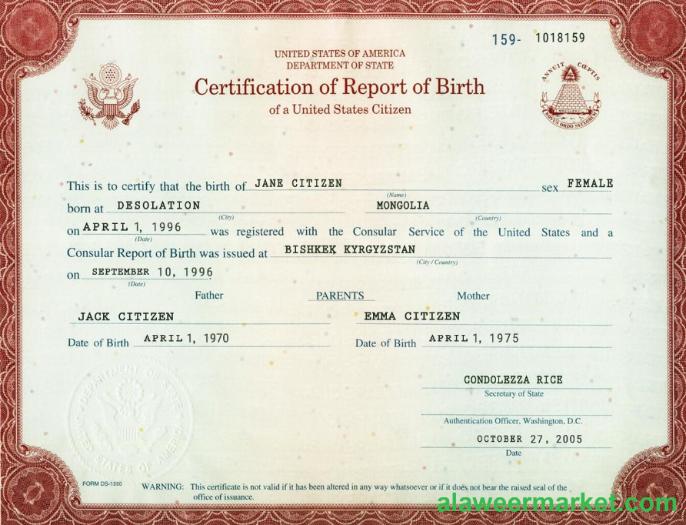 159- 1018159
UNITED STATES OF AMERICA
DEPARTMENT OF STATE
Certification of Report of Birth
of a United States Citizen
ANNUIT CŒPTIS
This is to certify that the birth of JANE CITIZEN sex FEMALE
(Name)
born at DESOLATION MONGOLIA
(City) (Country)
on APRIL 1, 1996 was registered with the Consular Service of the United States and a
(Date)
Consular Report of Birth was issued at BISHKEK KYRGYZSTAN
(City / Country)
on SEPTEMBER 10, 1996
(Date)
Father PARENTS Mother
JACK CITIZEN EMMA CITIZEN
Date of Birth APRIL 1, 1970 Date of Birth APRIL 1, 1975
CONDOLEZZA RICE
Secretary of State
Authentication Officer, Washington, D.C.
OCTOBER 27, 2005
Date
DEPARTMENT OF STATE
UNITED STATES OF AMERICA
FORM DS-1350
WARNING: This certificate is not valid if it has been altered in any way whatsoever or if it does not bear the raised seal of the
office of issuance.
alaweermarket.com